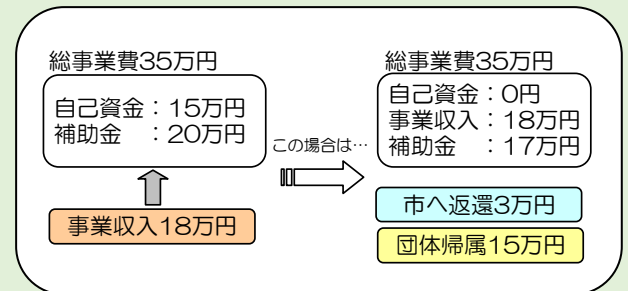 総事業費35万円
自己資金:15万円
補助金 :20万円
事業収入18万円
この場合は…
総事業費35万円
自己資金:0円
事業収入:18万円
補助金 :17万円
市へ返還3万円
団体帰属15万円